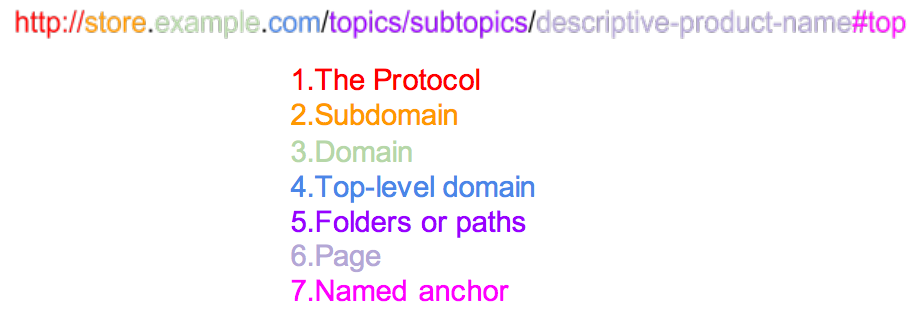 http://store.example.com/topics/subtopics/descriptive-product-name#top
1.The Protocol
2.Subdomain
3.Domain
4.Top-level domain
5.Folders or paths
6.Page
7.Named anchor